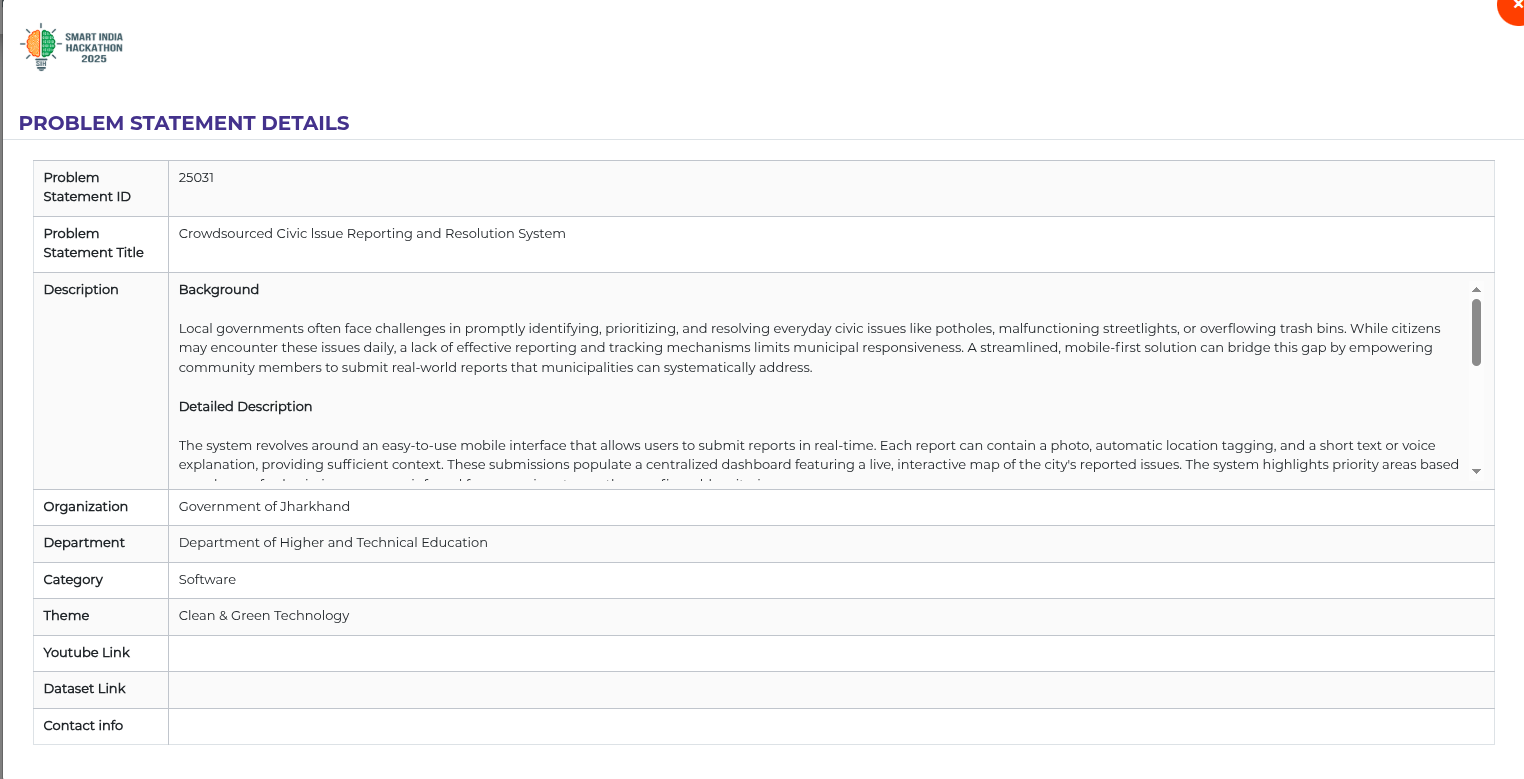 SMART INDIA
HACKATHON
2025
SIH
PROBLEM STATEMENT DETAILS
Problem
Statement ID
25031
Problem
Statement Title
Crowdsourced Civic Issue Reporting and Resolution System
Description
Background
Local governments often face challenges in promptly identifying, prioritizing, and resolving everyday civic issues like potholes, malfunctioning streetlights, or overflowing trash bins. While citizens
may encounter these issues daily, a lack of effective reporting and tracking mechanisms limits municipal responsiveness. A streamlined, mobile-first solution can bridge this gap by empowering
community members to submit real-world reports that municipalities can systematically address.
Detailed Description
The system revolves around an easy-to-use mobile interface that allows users to submit reports in real-time. Each report can contain a photo, automatic location tagging, and a short text or voice
explanation, providing sufficient context. These submissions populate a centralized dashboard featuring a live, interactive map of the city's reported issues. The system highlights priority areas based
Organization
Government of Jharkhand
Department
Department of Higher and Technical Education
Category
Software
Theme
Clean & Green Technology
Youtube Link
Dataset Link
Contact info